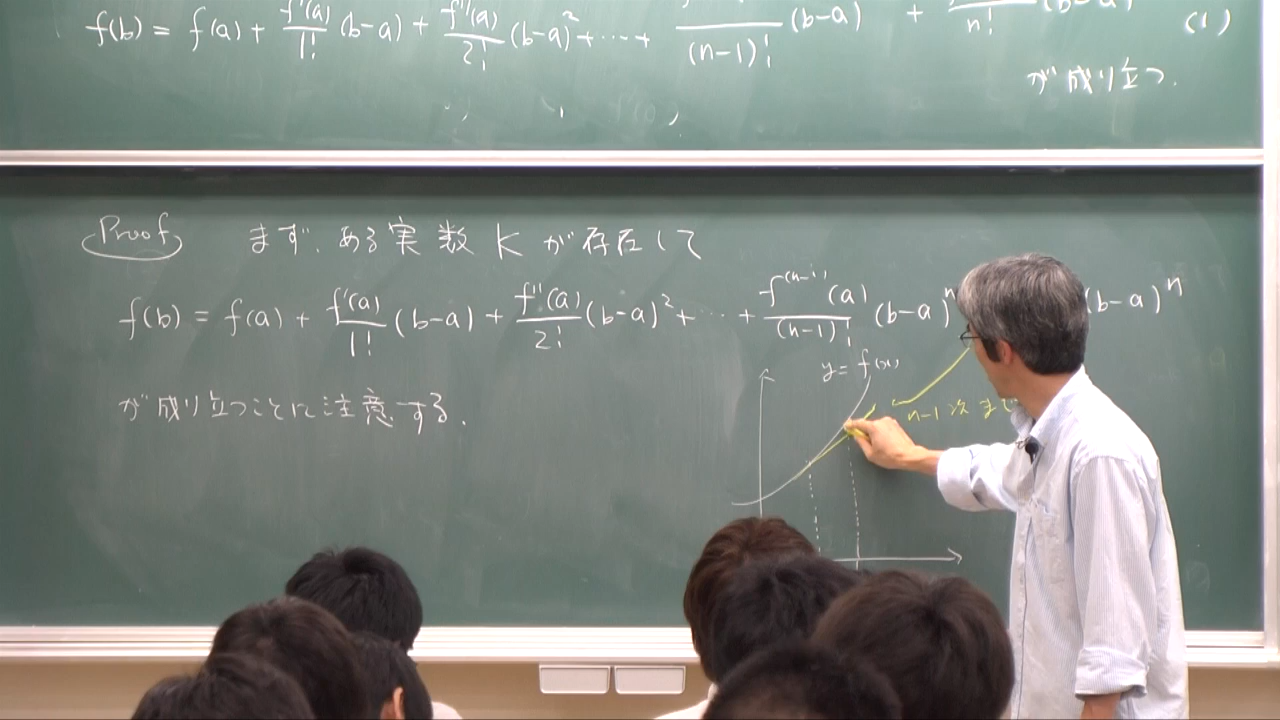 f(b) = f(a) + f'(a)/1! (b-a) + f''(a)/2! (b-a)² + ⋯ + /(n-1)! (b-a) + /n! (b-a) (1)
が成り立つ.
Proof まず、ある実数 K が存在して
f(b) = f(a) + f'(a)/1! (b-a) + f''(a)/2! (b-a)² + ⋯ + f⁽ⁿ⁻¹⁾(a)/(n-1)! (b-a) (b-a)ⁿ
y = f(x)
が成り立つことに注意する.
n-1次まで